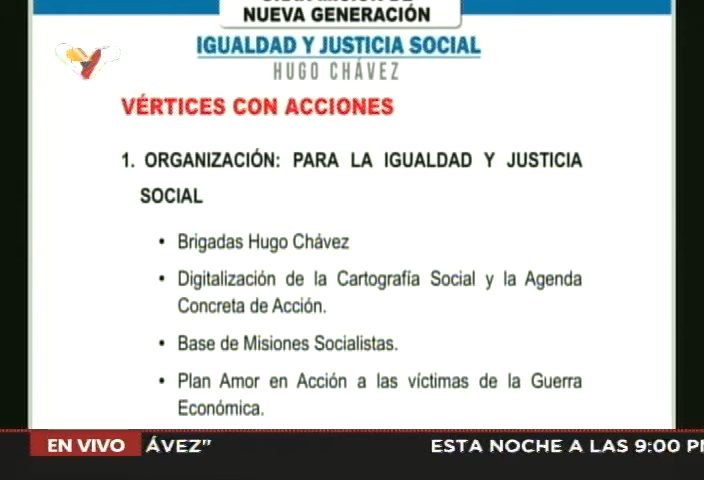 NUEVA GENERACIÓN
IGUALDAD Y JUSTICIA SOCIAL
HUGO CHÁVEZ
VÉRTICES CON ACCIONES
1. ORGANIZACIÓN: PARA LA IGUALDAD Y JUSTICIA
SOCIAL
• Brigadas Hugo Chávez
• Digitalización de la Cartografía Social y la Agenda
Concreta de Acción.
• Base de Misiones Socialistas.
• Plan Amor en Acción a las víctimas de la Guerra
Económica.
EN VIVO ÁVEZ" ESTA NOCHE A LAS 9:00 P